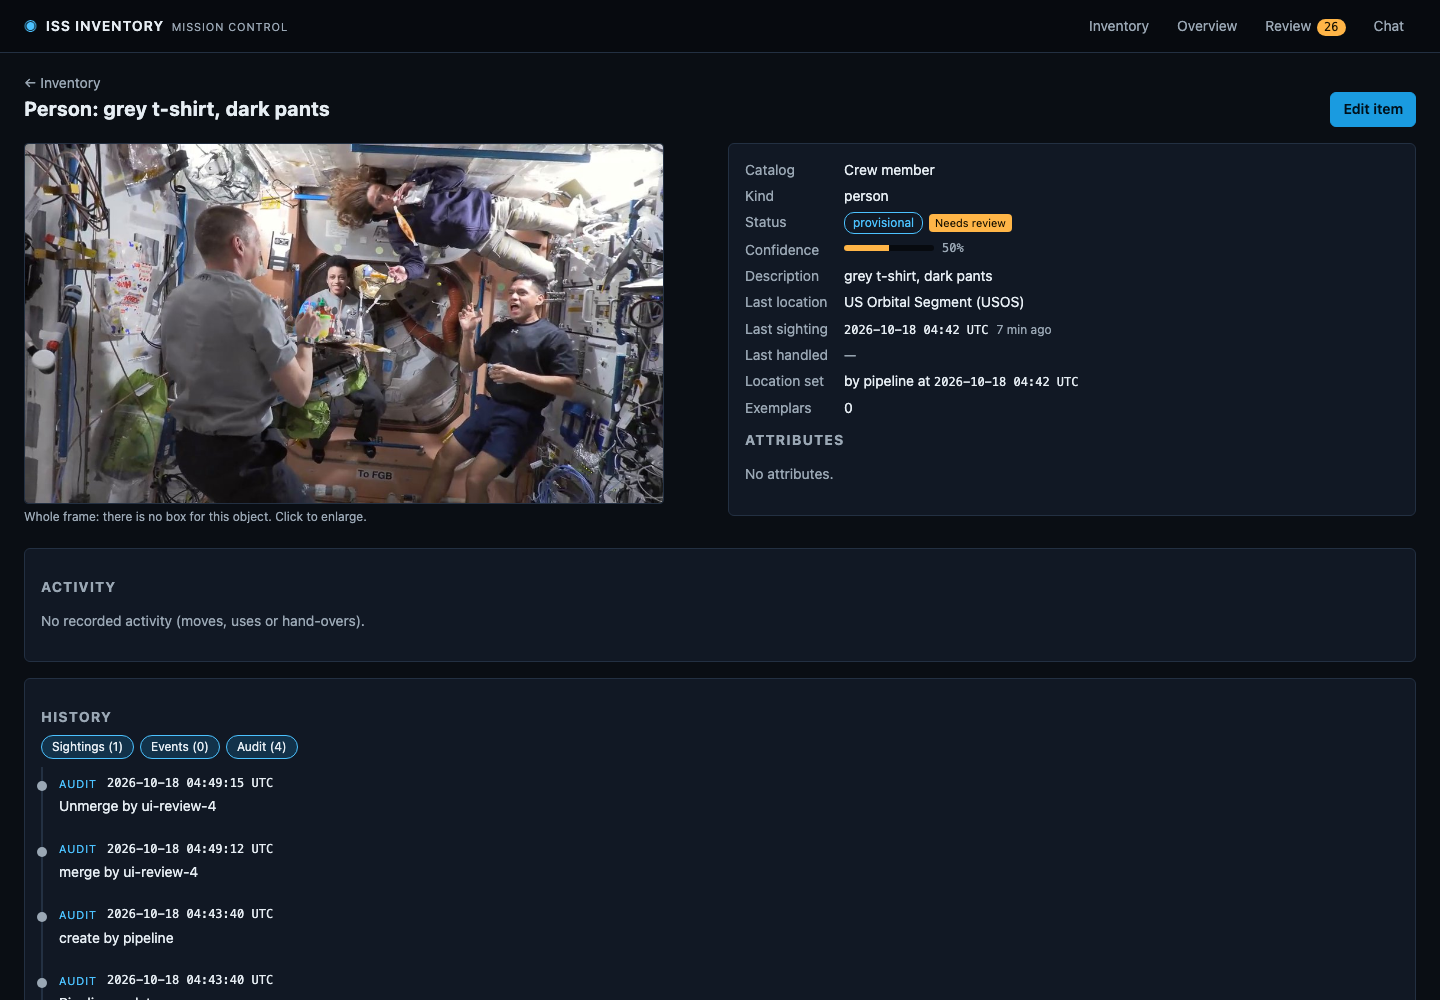 ISS INVENTORY MISSION CONTROL
Inventory Overview Review 26 Chat
← Inventory
Person: grey t-shirt, dark pants
Edit item
To FGB
Whole frame: there is no box for this object. Click to enlarge.
Catalog Crew member
Kind person
Status provisional Needs review
Confidence 50%
Description grey t-shirt, dark pants
Last location US Orbital Segment (USOS)
Last sighting 2026-10-18 04:42 UTC 7 min ago
Last handled —
Location set by pipeline at 2026-10-18 04:42 UTC
Exemplars 0
ATTRIBUTES
No attributes.
ACTIVITY
No recorded activity (moves, uses or hand-overs).
HISTORY
Sightings (1) Events (0) Audit (4)
AUDIT 2026-10-18 04:49:15 UTC
Unmerge by ui-review-4
AUDIT 2026-10-18 04:49:12 UTC
merge by ui-review-4
AUDIT 2026-10-18 04:43:40 UTC
create by pipeline
AUDIT 2026-10-18 04:43:40 UTC